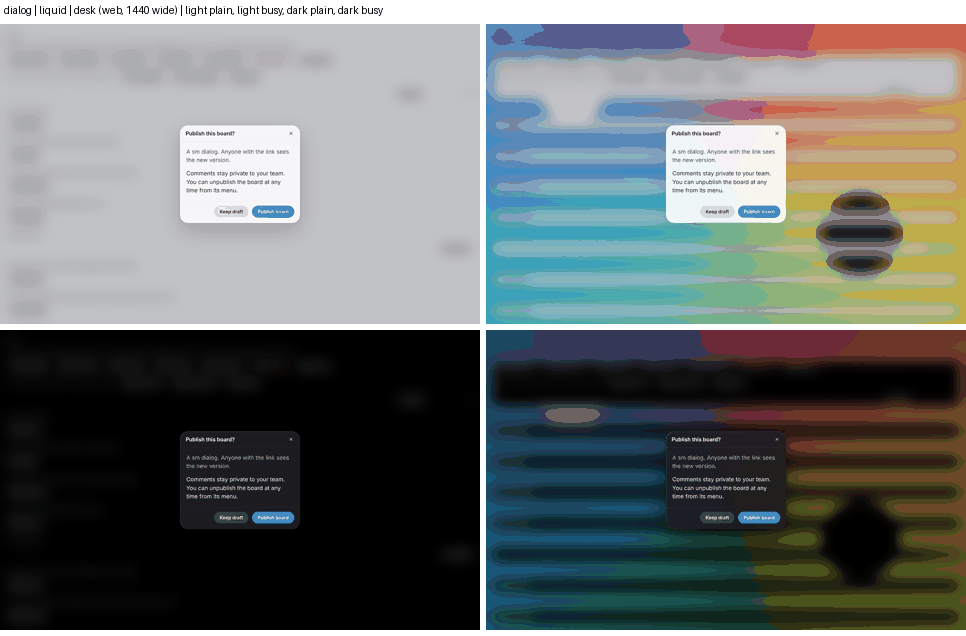 dialog | liquid | desk (web, 1440 wide) | light plain, light busy, dark plain, dark busy
Publish this board? ×
A sm dialog. Anyone with the link sees
the new version.
Comments stay private to your team.
You can unpublish the board at any
time from its menu.
Keep draft Publish board
Publish this board? ×
A sm dialog. Anyone with the link sees
the new version.
Comments stay private to your team.
You can unpublish the board at any
time from its menu.
Keep draft Publish board
Publish this board? ×
A sm dialog. Anyone with the link sees
the new version.
Comments stay private to your team.
You can unpublish the board at any
time from its menu.
Keep draft Publish board
Publish this board? ×
A sm dialog. Anyone with the link sees
the new version.
Comments stay private to your team.
You can unpublish the board at any
time from its menu.
Keep draft Publish board